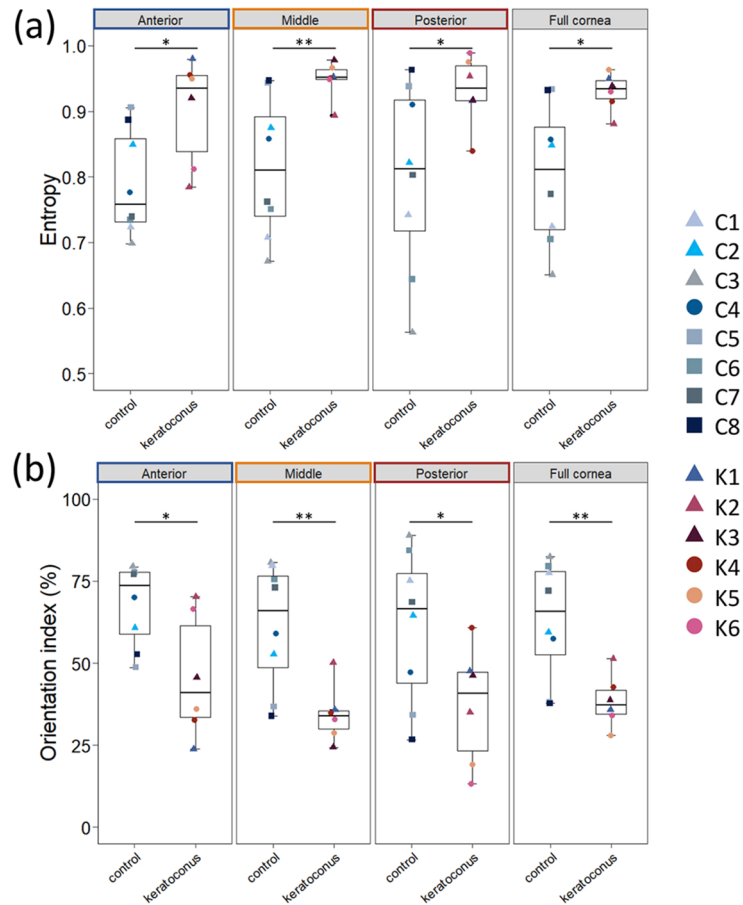 (a)
Anterior Middle Posterior Full cornea
* ** * *
1.0
0.9
0.8
0.7
0.6
0.5
Entropy
control keratoconus control keratoconus control keratoconus control keratoconus
C1
C2
C3
C4
C5
C6
C7
C8
K1
K2
K3
K4
K5
K6
(b)
Anterior Middle Posterior Full cornea
* ** * **
100
75
50
25
0
Orientation index (%)
control keratoconus control keratoconus control keratoconus control keratoconus